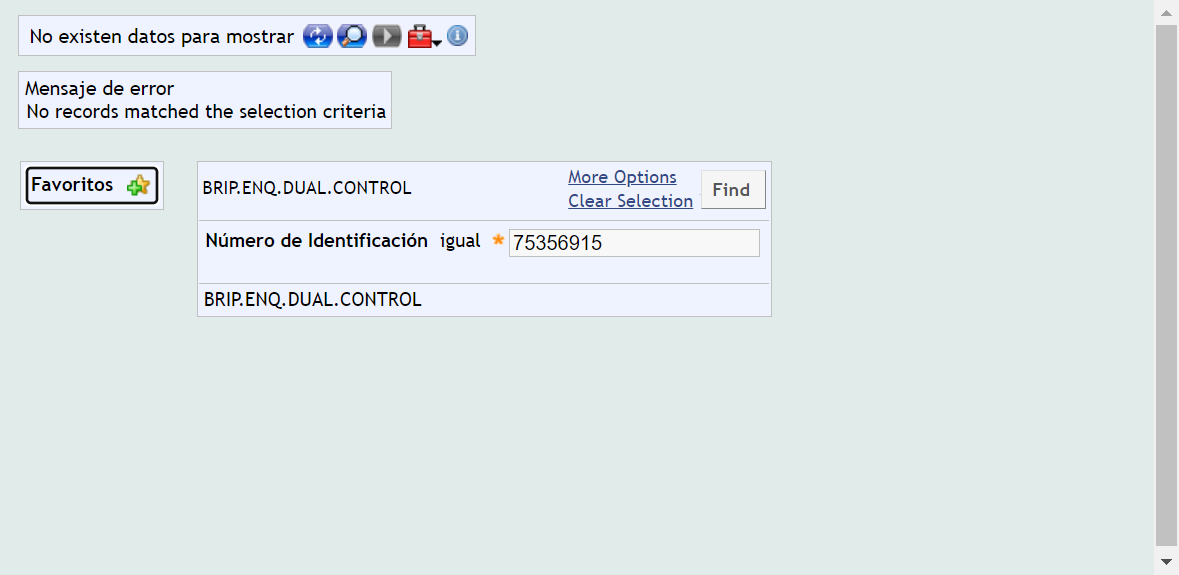 No existen datos para mostrar
Mensaje de error
No records matched the selection criteria
Favoritos
BRIP.ENQ.DUAL.CONTROL
More Options
Clear Selection
Find
Número de Identificación igual * 75356915
BRIP.ENQ.DUAL.CONTROL